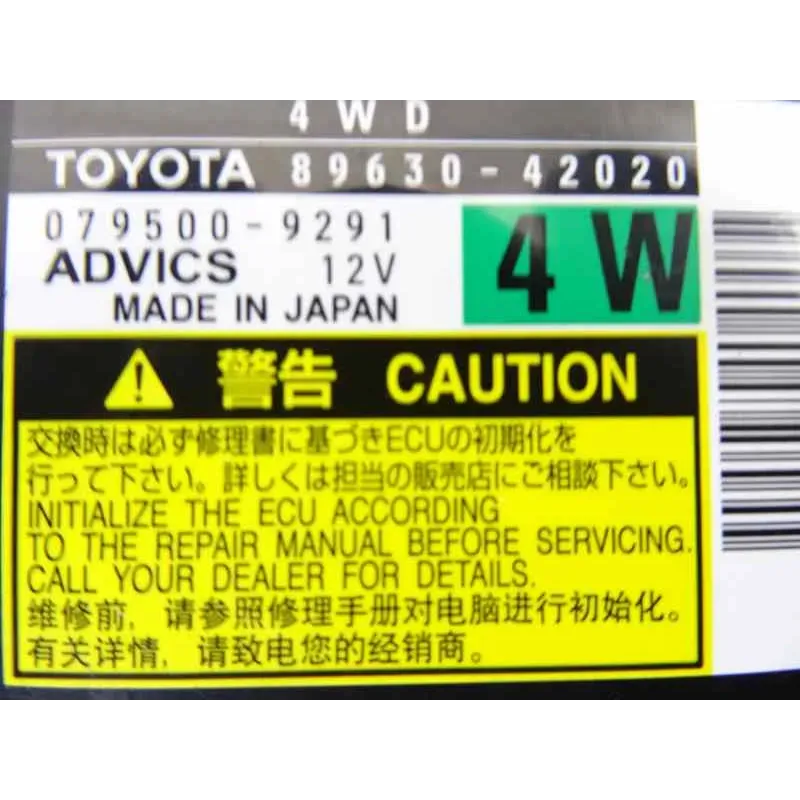 4WD
TOYOTA 89630-42020
079500-9291
ADVICS 12V
MADE IN JAPAN
4W
警告 CAUTION
交換時は必ず修理書に基づきECUの初期化を
行って下さい。詳しくは担当の販売店にご相談下さい。
INITIALIZE THE ECU ACCORDING
TO THE REPAIR MANUAL BEFORE SERVICING.
CALL YOUR DEALER FOR DETAILS.
维修前，请参照修理手册对电脑进行初始化。
有关详情，请致电您的经销商。